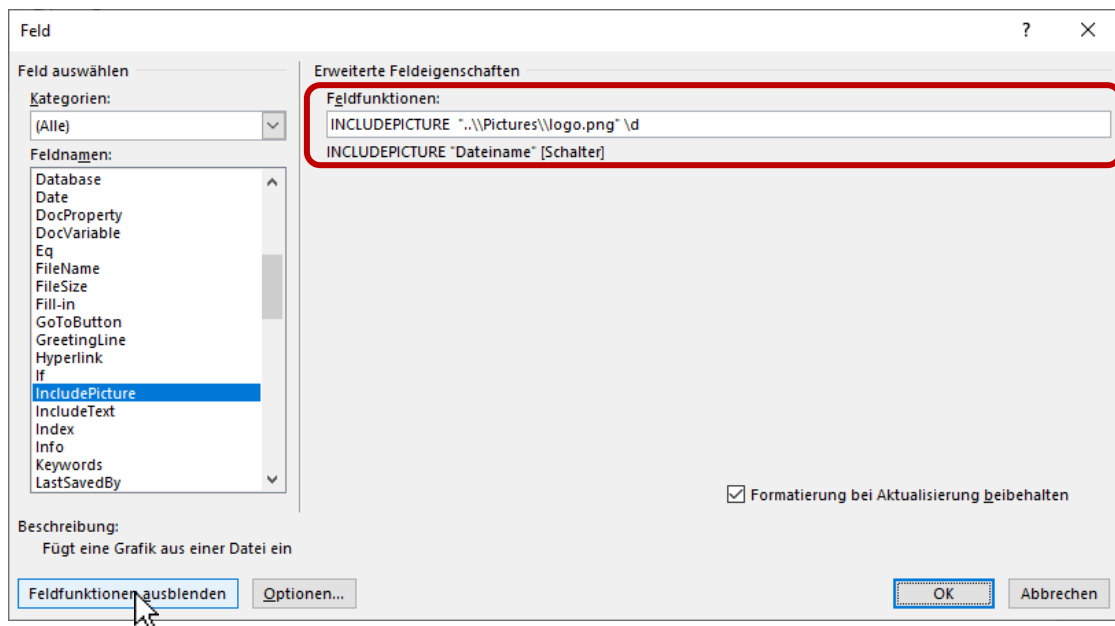 Feld
Feld auswählen
Kategorien:
(Alle)
Feldnamen:
Database
Date
DocProperty
DocVariable
Eq
FileName
FileSize
Fill-in
GoToButton
GreetingLine
Hyperlink
If
IncludePicture
IncludeText
Index
Info
Keywords
LastSavedBy
Beschreibung:
Fügt eine Grafik aus einer Datei ein
Erweiterte Feldeigenschaften
Feldfunktionen:
INCLUDEPICTURE "..\\Pictures\\logo.png" \d
INCLUDEPICTURE "Dateiname" [Schalter]
Formatierung bei Aktualisierung beibehalten
Feldfunktionen ausblenden
Optionen...
OK
Abbrechen